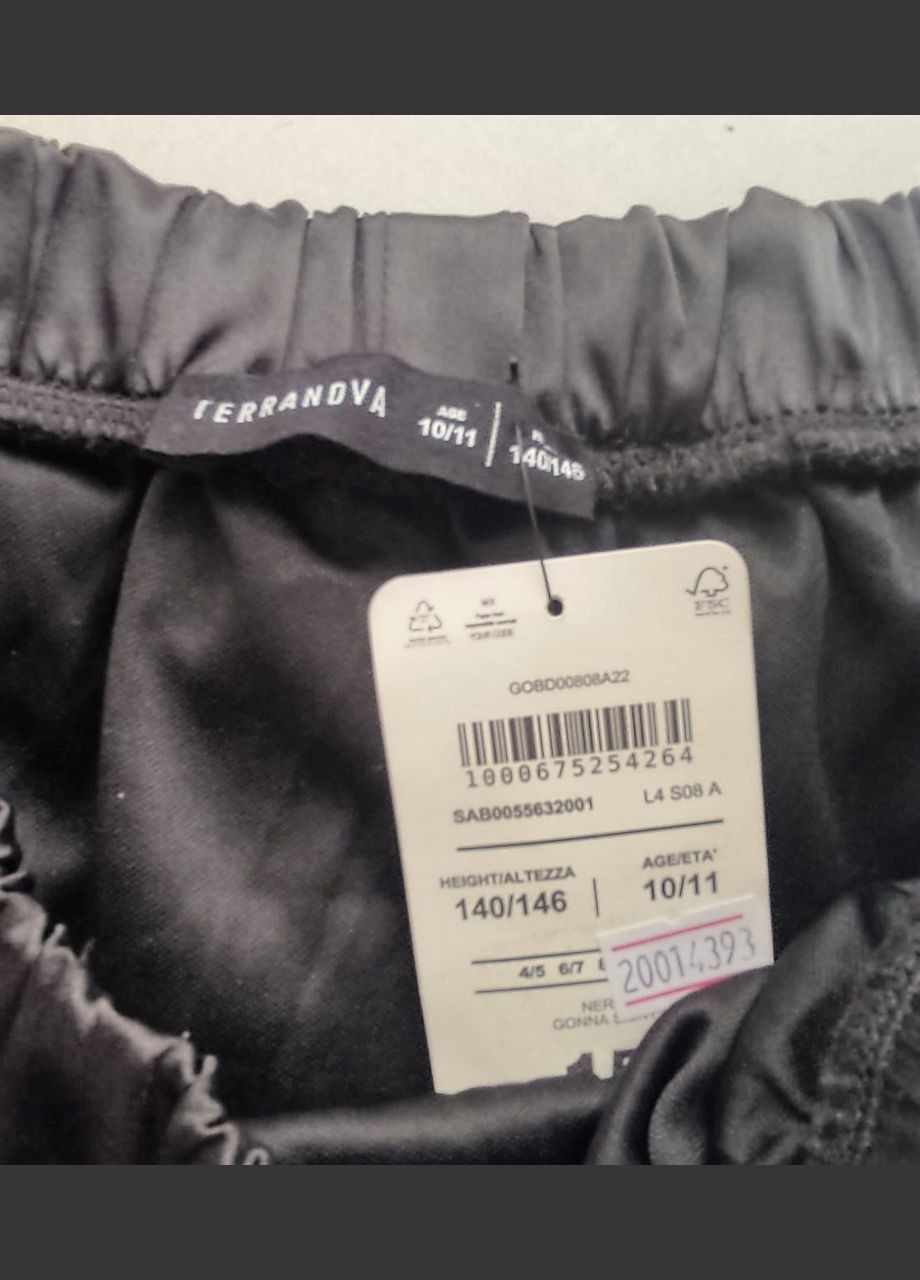 TERRANOVA
AGE
10/11
140/146
FSC
GOBD00808A22
1000675254264
SAB0055632001 L4 S08 A
HEIGHT/ALTEZZA AGE/ETA'
140/146 10/11
4/5 6/7
20014393
NER
GONNA